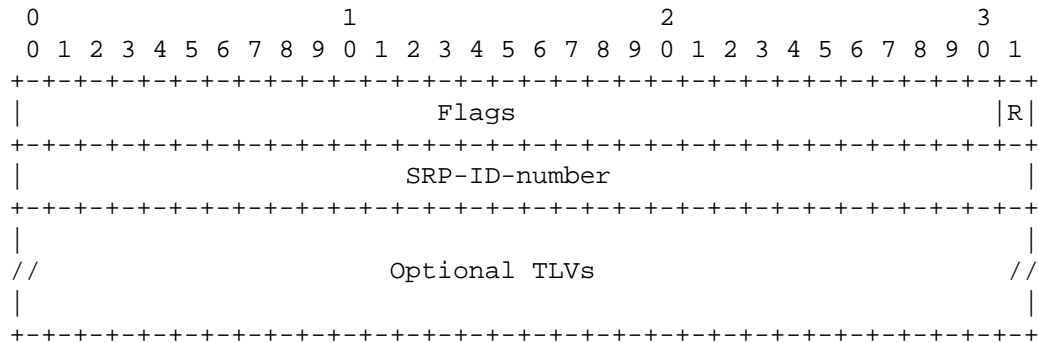 0                   1                   2                   3
 0 1 2 3 4 5 6 7 8 9 0 1 2 3 4 5 6 7 8 9 0 1 2 3 4 5 6 7 8 9 0 1
+-+-+-+-+-+-+-+-+-+-+-+-+-+-+-+-+-+-+-+-+-+-+-+-+-+-+-+-+-+-+-+-+
|                          Flags                              |R|
+-+-+-+-+-+-+-+-+-+-+-+-+-+-+-+-+-+-+-+-+-+-+-+-+-+-+-+-+-+-+-+-+
|                        SRP-ID-number                          |
+-+-+-+-+-+-+-+-+-+-+-+-+-+-+-+-+-+-+-+-+-+-+-+-+-+-+-+-+-+-+-+-+
|                                                               |
//                      Optional TLVs                          //
|                                                               |
+-+-+-+-+-+-+-+-+-+-+-+-+-+-+-+-+-+-+-+-+-+-+-+-+-+-+-+-+-+-+-+-+